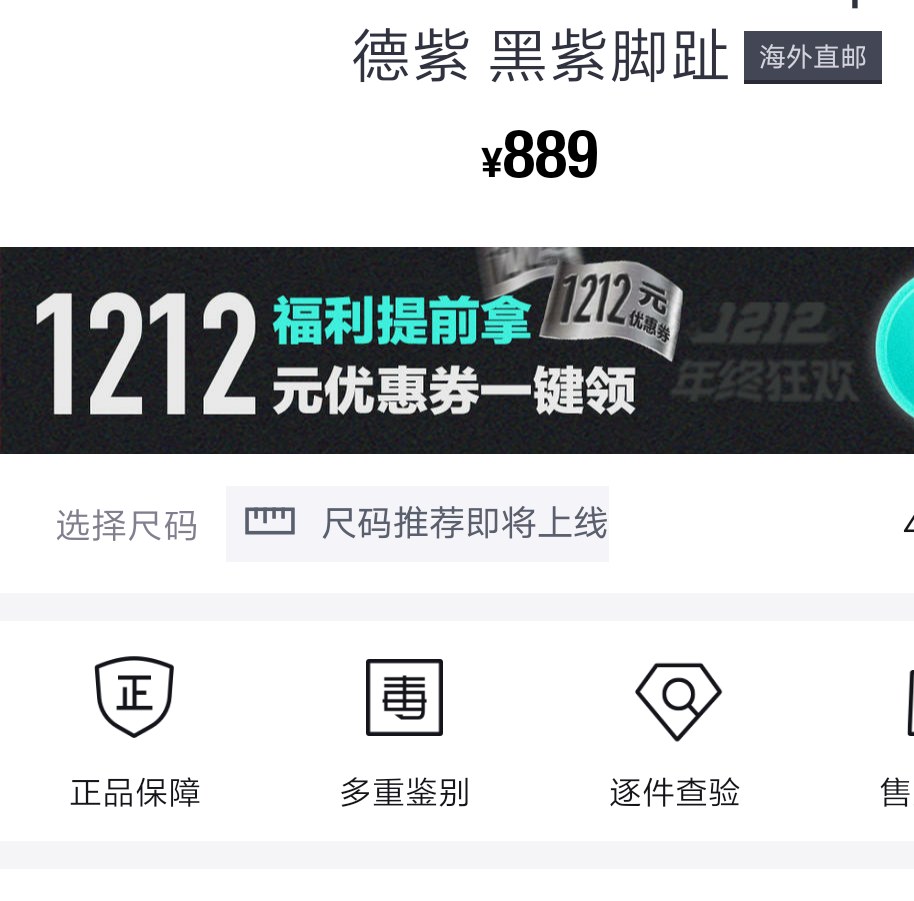 德紫 黑紫脚趾 海外直邮
¥889
1212 福利提前拿
元优惠券一键领
1212元
优惠券
1212
年终狂欢
选择尺码 尺码推荐即将上线
正
正品保障 多重鉴别 逐件查验 售